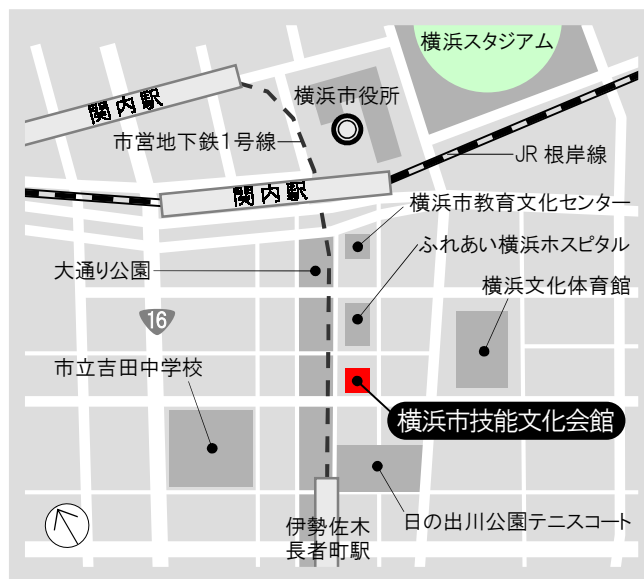 横浜スタジアム
関内駅
横浜市役所
市営地下鉄1号線
JR 根岸線
関内駅
横浜市教育文化センター
ふれあい横浜ホスピタル
大通り公園
横浜文化体育館
16
市立吉田中学校
横浜市技能文化会館
日の出川公園テニスコート
伊勢佐木
長者町駅